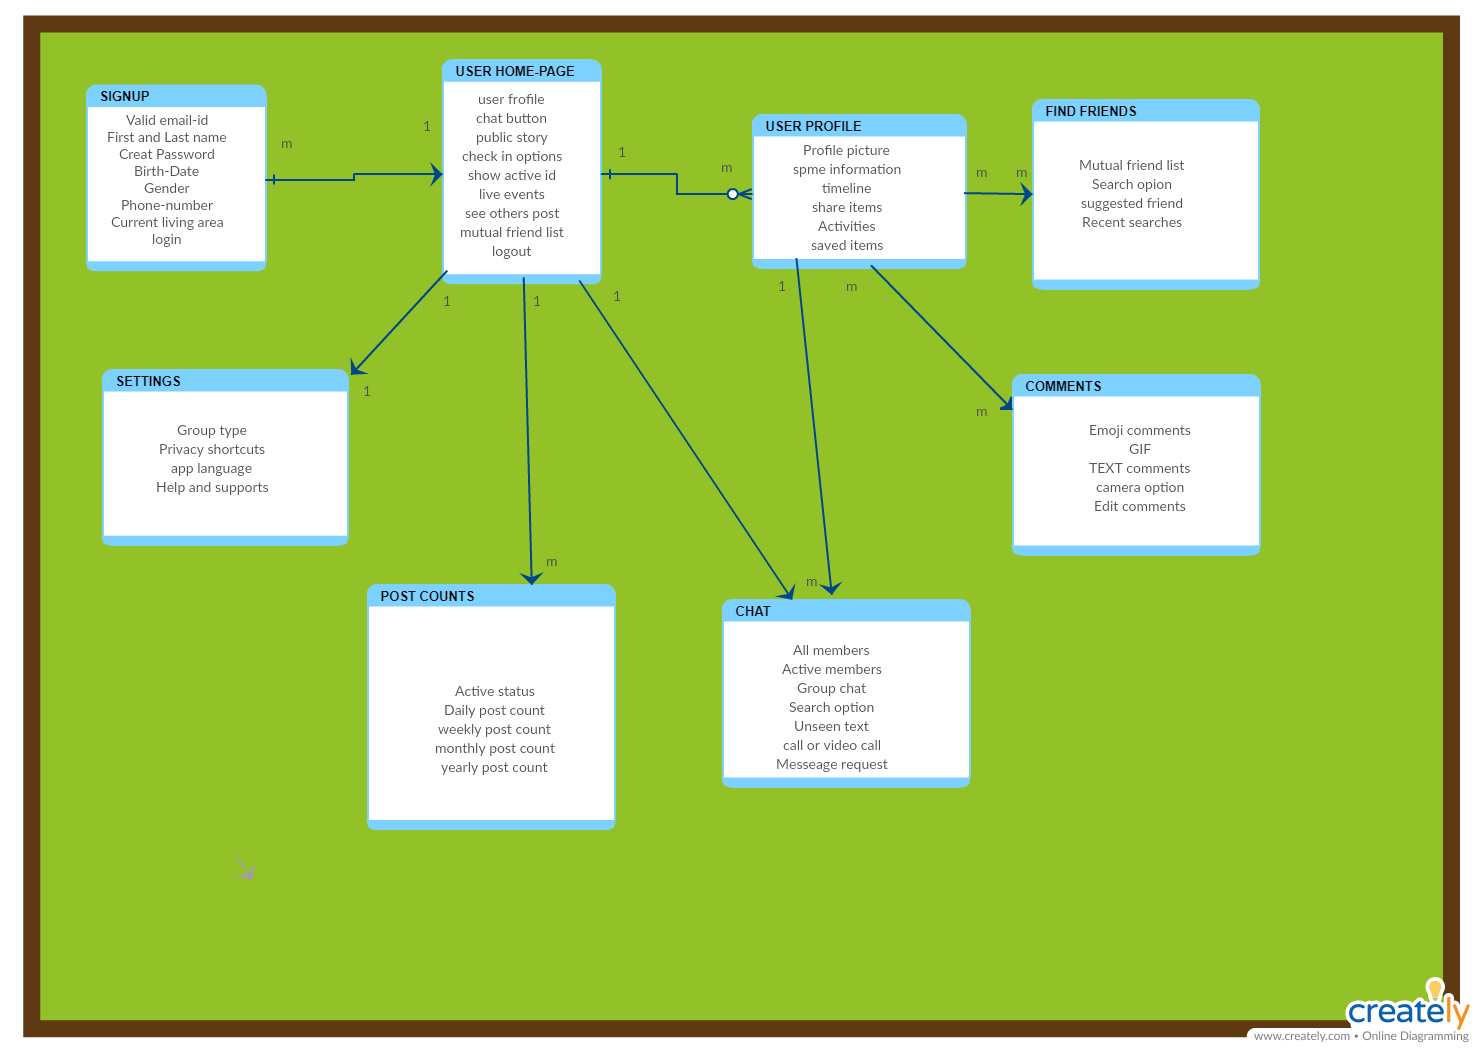 SIGNUP
Valid email-id
First and Last name
Creat Password
Birth-Date
Gender
Phone-number
Current living area
login
m
1
USER HOME-PAGE
user frofile
chat button
public story
check in options
show active id
live events
see others post
mutual friend list
logout
1
m
USER PROFILE
Profile picture
spme information
timeline
share items
Activities
saved items
m
m
FIND FRIENDS
Mutual friend list
Search opion
suggested friend
Recent searches
1
1
1
1
m
1
m
SETTINGS
Group type
Privacy shortcuts
app language
Help and supports
COMMENTS
Emoji comments
GIF
TEXT comments
camera option
Edit comments
m
m
POST COUNTS
Active status
Daily post count
weekly post count
monthly post count
yearly post count
CHAT
All members
Active members
Group chat
Search option
Unseen text
call or video call
Messeage request
creately
www.creately.com • Online Diagramming